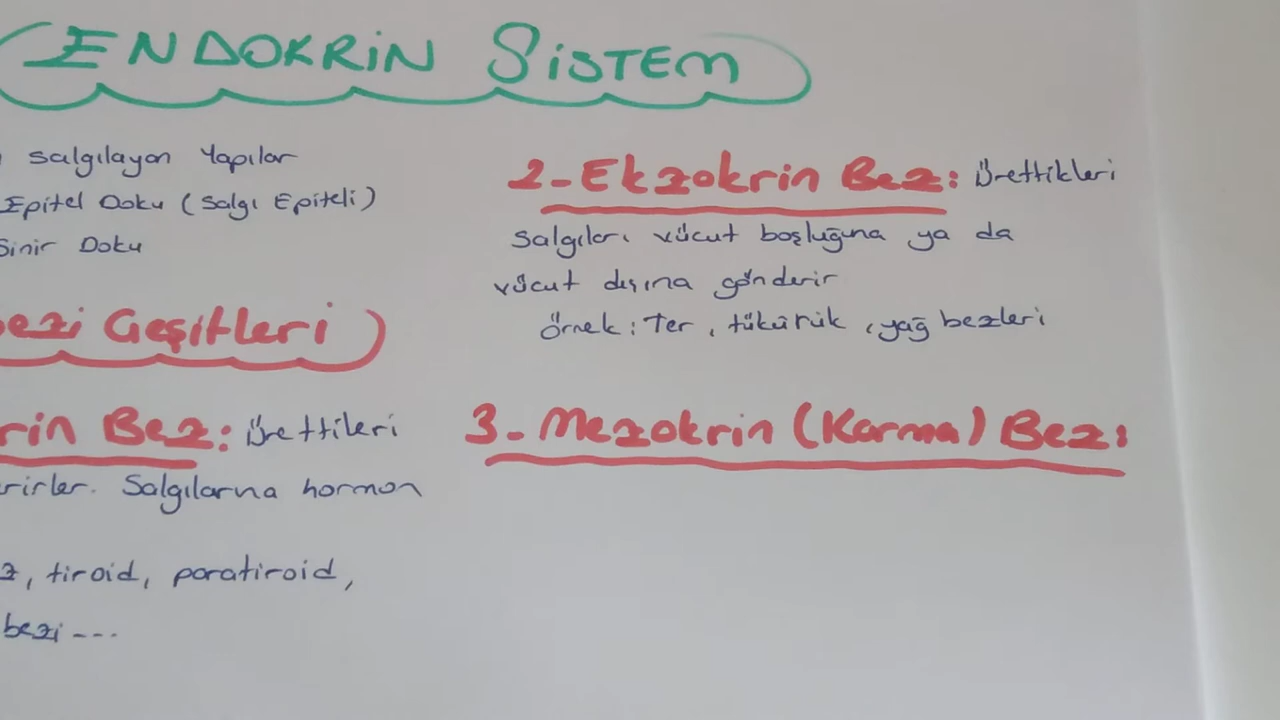 ENDOKRİN SİSTEM
salgılayan Yapılar
Epitel Doku (Salgı Epiteli)
Sinir Doku
bezi Çeşitleri)
rin Bez: ürettileri
rirler. Salgılarına hormon
z, tiroid, paratiroid,
bezi ---
2-Ekzokrin Bez: ürettikleri
salgıları vücut boşluğuna ya da
vücut dışına gönderir
örnek: Ter, tükürük, yağ bezleri
3-Mezokrin (Karma) Bez: